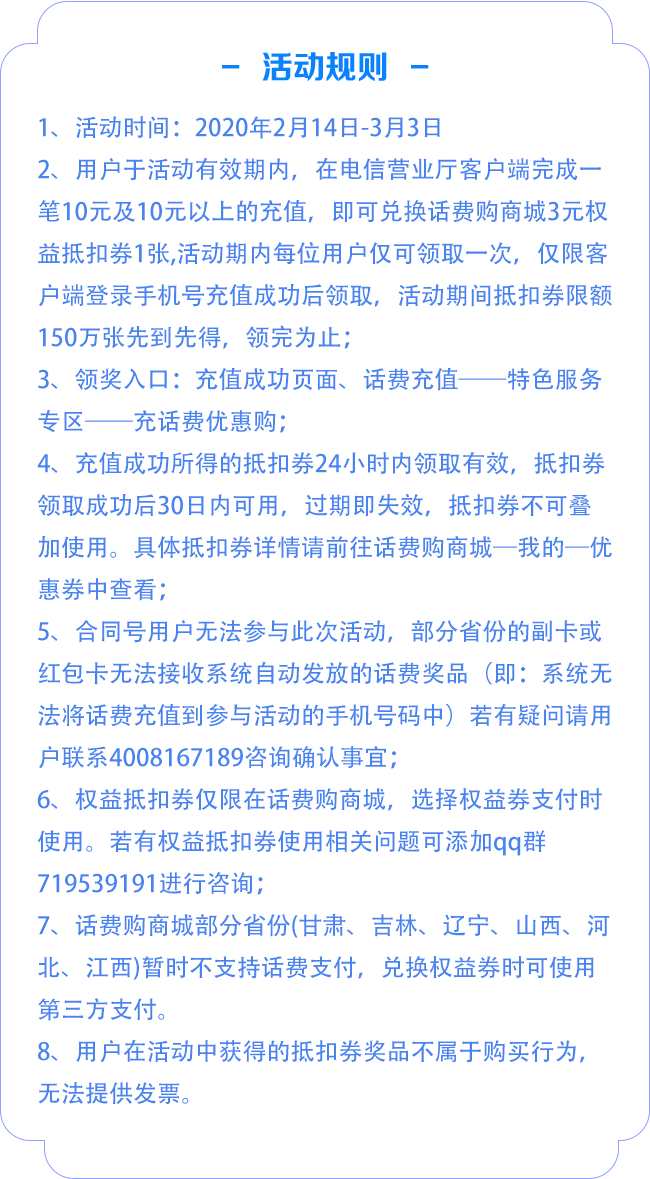 - 活动规则 -
1、活动时间：2020年2月14日-3月3日
2、用户于活动有效期内，在电信营业厅客户端完成一
笔10元及10元以上的充值，即可兑换话费购商城3元权
益抵扣券1张,活动期内每位用户仅可领取一次，仅限客
户端登录手机号充值成功后领取，活动期间抵扣券限额
150万张先到先得，领完为止；
3、领奖入口：充值成功页面、话费充值——特色服务
专区——充话费优惠购；
4、充值成功所得的抵扣券24小时内领取有效，抵扣券
领取成功后30日内可用，过期即失效，抵扣券不可叠
加使用。具体抵扣券详情请前往话费购商城—我的—优
惠券中查看；
5、合同号用户无法参与此次活动，部分省份的副卡或
红包卡无法接收系统自动发放的话费奖品（即：系统无
法将话费充值到参与活动的手机号码中）若有疑问请用
户联系4008167189咨询确认事宜；
6、权益抵扣券仅限在话费购商城，选择权益券支付时
使用。若有权益抵扣券使用相关问题可添加qq群
719539191进行咨询；
7、话费购商城部分省份(甘肃、吉林、辽宁、山西、河
北、江西)暂时不支持话费支付，兑换权益券时可使用
第三方支付。
8、用户在活动中获得的抵扣券奖品不属于购买行为，
无法提供发票。